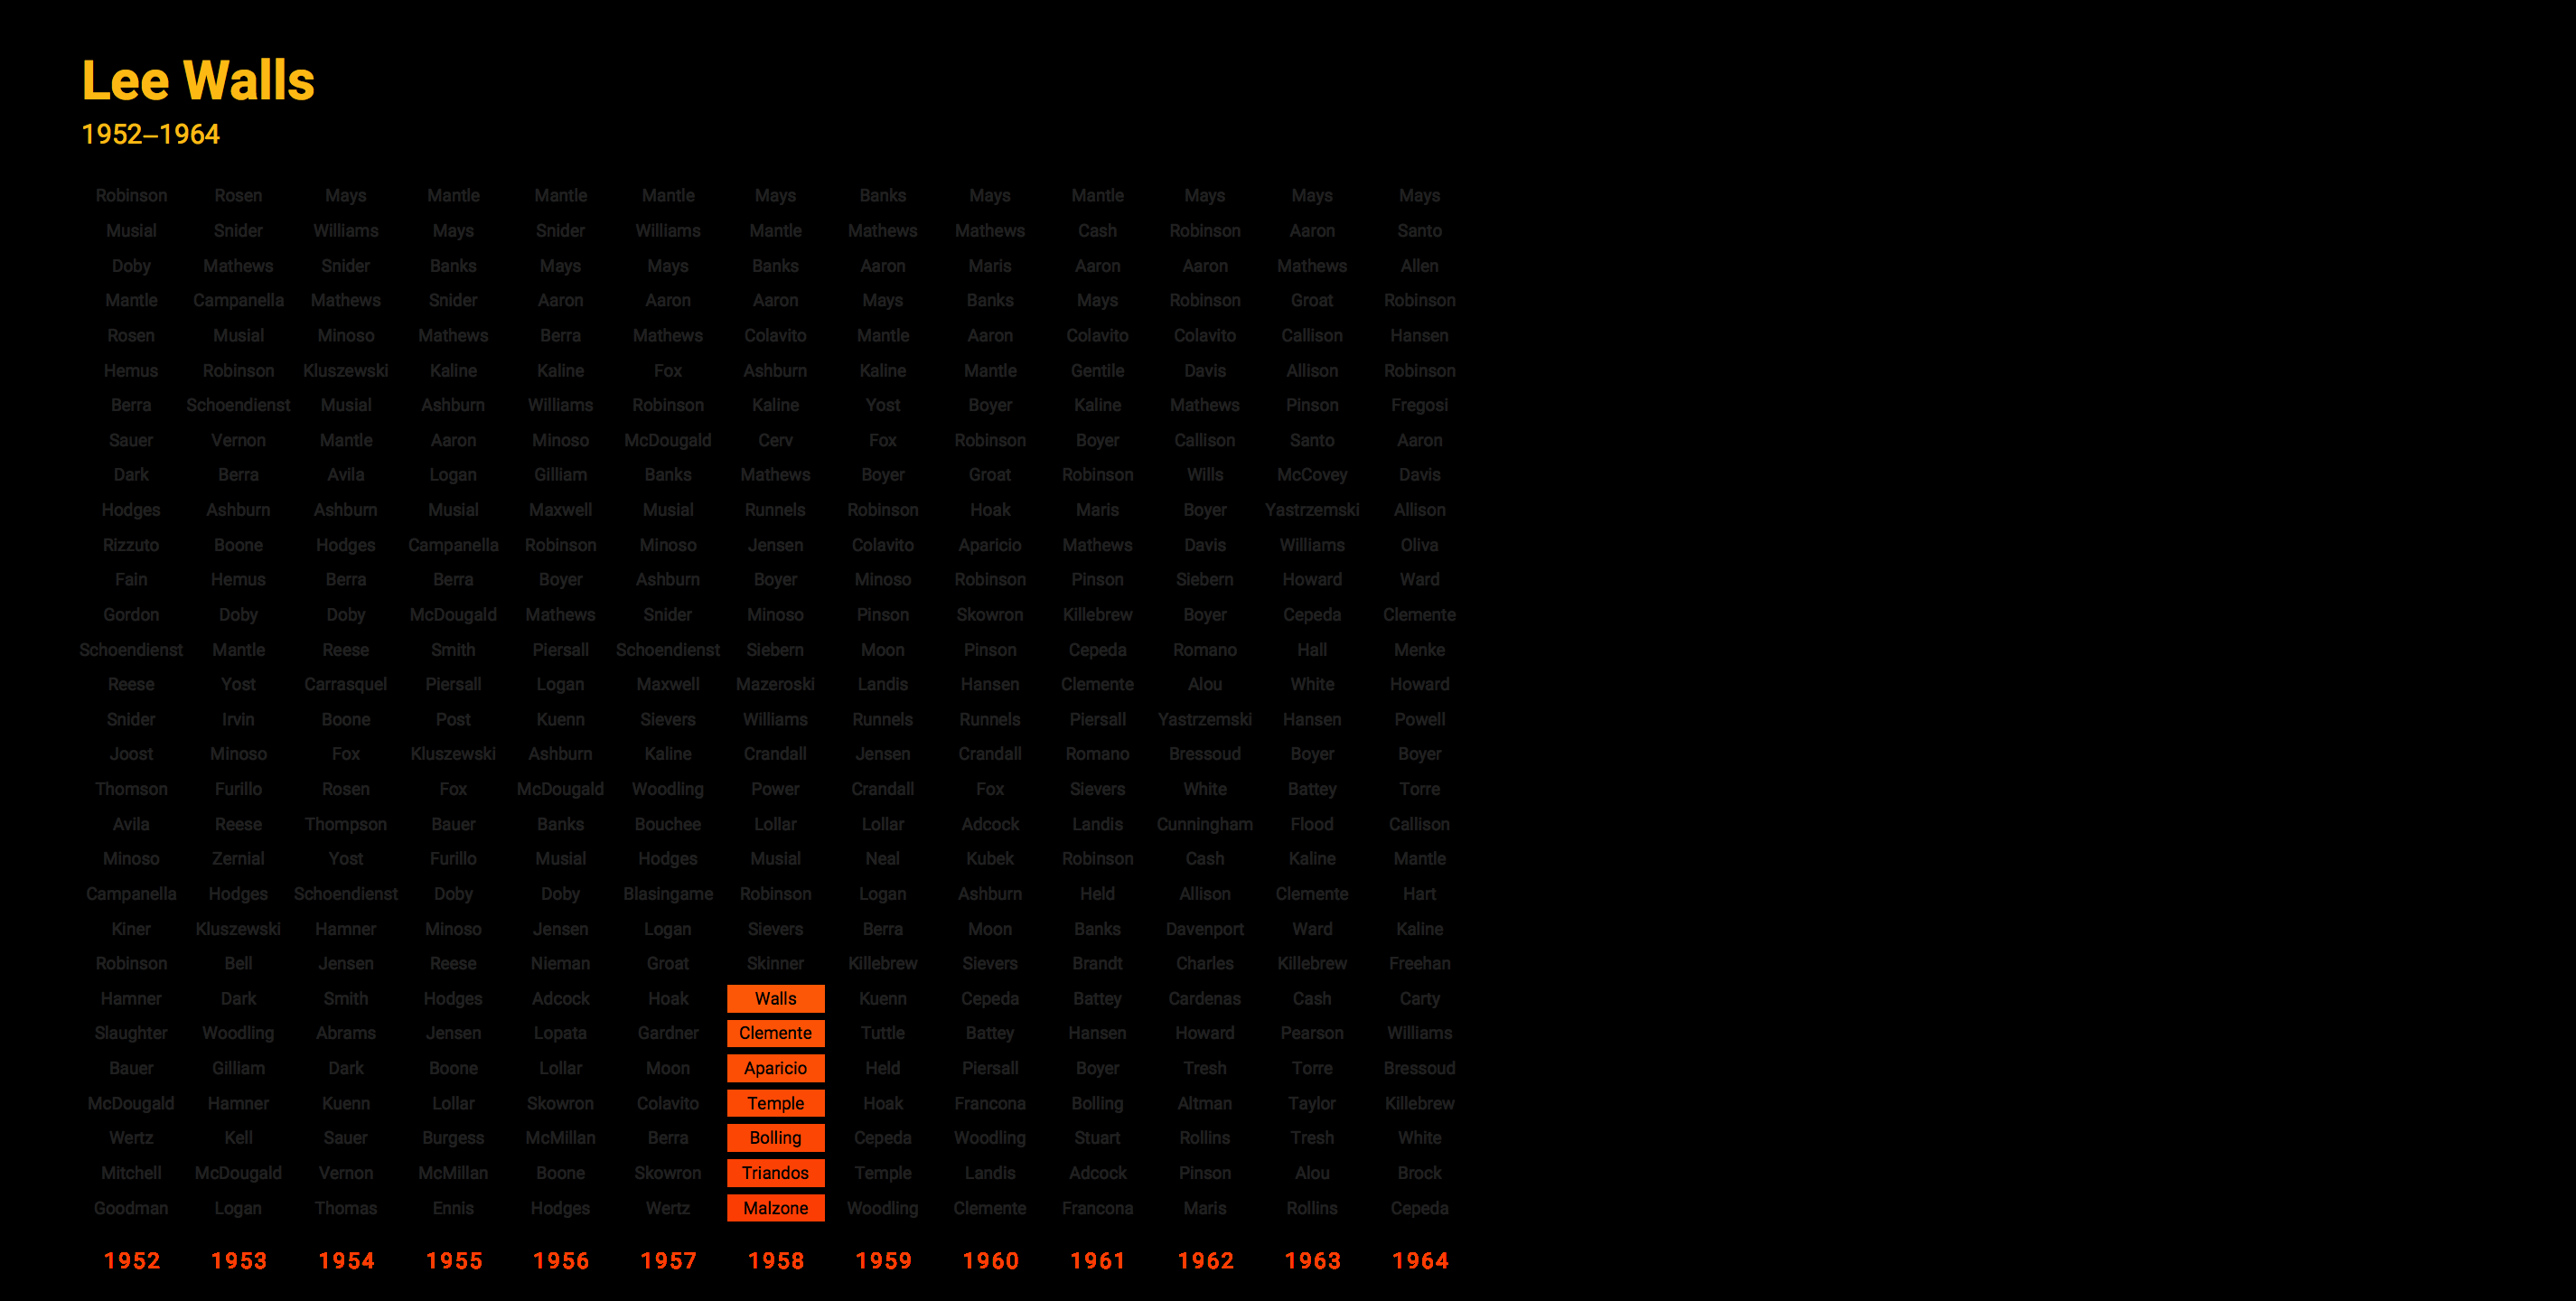 Lee Walls
1952–1964
Robinson Rosen Mays Mantle Mantle Mantle Mays Banks Mays Mantle Mays Mays Mays
Musial Snider Williams Mays Snider Williams Mantle Mathews Mathews Cash Robinson Aaron Santo
Doby Mathews Snider Banks Mays Mays Banks Aaron Maris Aaron Aaron Mathews Allen
Mantle Campanella Mathews Snider Aaron Aaron Aaron Mays Banks Mays Robinson Groat Robinson
Rosen Musial Minoso Mathews Berra Mathews Colavito Mantle Aaron Colavito Colavito Callison Hansen
Hemus Robinson Kluszewski Kaline Kaline Fox Ashburn Kaline Mantle Gentile Davis Allison Robinson
Berra Schoendienst Musial Ashburn Williams Robinson Kaline Yost Boyer Kaline Mathews Pinson Fregosi
Sauer Vernon Mantle Aaron Minoso McDougald Cerv Fox Robinson Boyer Callison Santo Aaron
Dark Berra Avila Logan Gilliam Banks Mathews Boyer Groat Robinson Wills McCovey Davis
Hodges Ashburn Ashburn Musial Maxwell Musial Runnels Robinson Hoak Maris Boyer Yastrzemski Allison
Rizzuto Boone Hodges Campanella Robinson Minoso Jensen Colavito Aparicio Mathews Davis Williams Oliva
Fain Hemus Berra Berra Boyer Ashburn Boyer Minoso Robinson Pinson Siebern Howard Ward
Gordon Doby Doby McDougald Mathews Snider Minoso Pinson Skowron Killebrew Boyer Cepeda Clemente
Schoendienst Mantle Reese Smith Piersall Schoendienst Siebern Moon Pinson Cepeda Romano Hall Menke
Reese Yost Carrasquel Piersall Logan Maxwell Mazeroski Landis Hansen Clemente Alou White Howard
Snider Irvin Boone Post Kuenn Sievers Williams Runnels Runnels Piersall Yastrzemski Hansen Powell
Joost Minoso Fox Kluszewski Ashburn Kaline Crandall Jensen Crandall Romano Bressoud Boyer Boyer
Thomson Furillo Rosen Fox McDougald Woodling Power Crandall Fox Sievers White Battey Torre
Avila Reese Thompson Bauer Banks Bouchee Lollar Lollar Adcock Landis Cunningham Flood Callison
Minoso Zernial Yost Furillo Musial Hodges Musial Neal Kubek Robinson Cash Kaline Mantle
Campanella Hodges Schoendienst Doby Doby Blasingame Robinson Logan Ashburn Held Allison Clemente Hart
Kiner Kluszewski Hamner Minoso Jensen Logan Sievers Berra Moon Banks Davenport Ward Kaline
Robinson Bell Jensen Reese Nieman Groat Skinner Killebrew Sievers Brandt Charles Killebrew Freehan
Hamner Dark Smith Hodges Adcock Hoak Walls Kuenn Cepeda Battey Cardenas Cash Carty
Slaughter Woodling Abrams Jensen Lopata Gardner Clemente Tuttle Battey Hansen Howard Pearson Williams
Bauer Gilliam Dark Boone Lollar Moon Aparicio Held Piersall Boyer Tresh Torre Bressoud
McDougald Hamner Kuenn Lollar Skowron Colavito Temple Hoak Francona Bolling Altman Taylor Killebrew
Wertz Kell Sauer Burgess McMillan Berra Bolling Cepeda Woodling Stuart Rollins Tresh White
Mitchell McDougald Vernon McMillan Boone Skowron Triandos Temple Landis Adcock Pinson Alou Brock
Goodman Logan Thomas Ennis Hodges Wertz Malzone Woodling Clemente Francona Maris Rollins Cepeda
1952 1953 1954 1955 1956 1957 1958 1959 1960 1961 1962 1963 1964